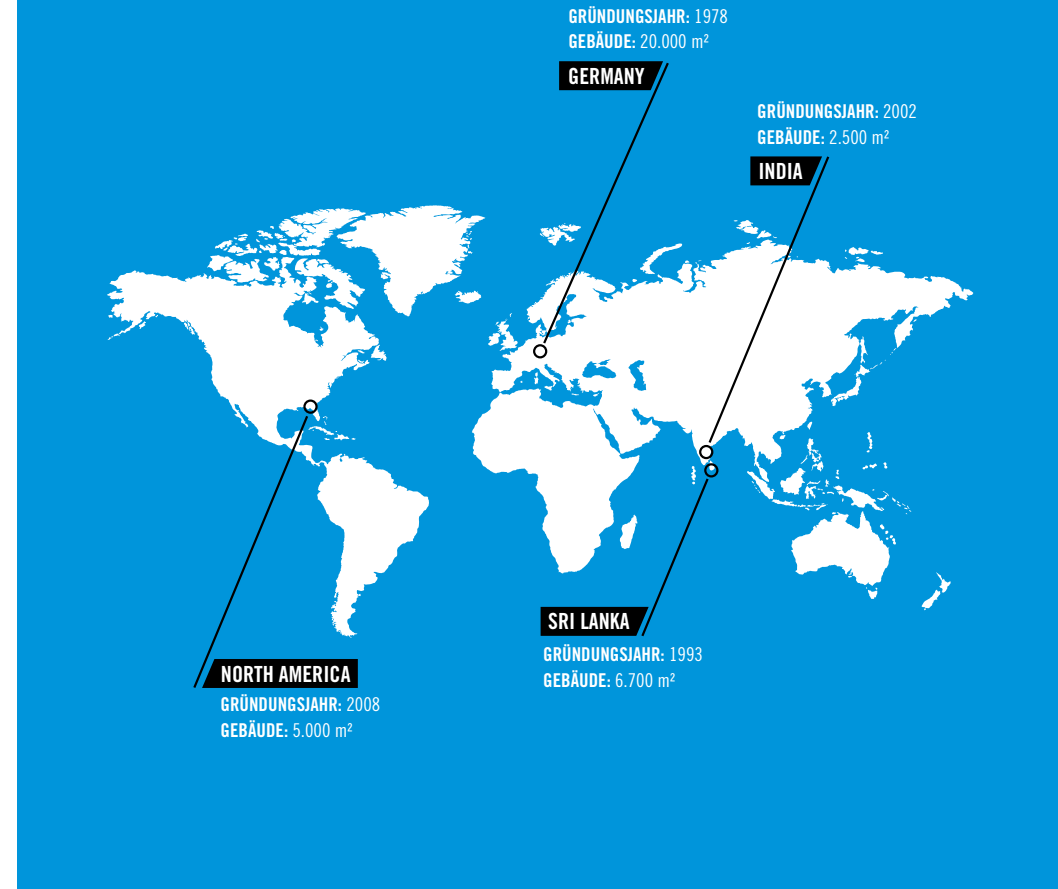 GRÜNDUNGSJAHR: 1978
GEBÄUDE: 20.000 m²
GERMANY
GRÜNDUNGSJAHR: 2002
GEBÄUDE: 2.500 m²
INDIA
SRI LANKA
GRÜNDUNGSJAHR: 1993
GEBÄUDE: 6.700 m²
NORTH AMERICA
GRÜNDUNGSJAHR: 2008
GEBÄUDE: 5.000 m²